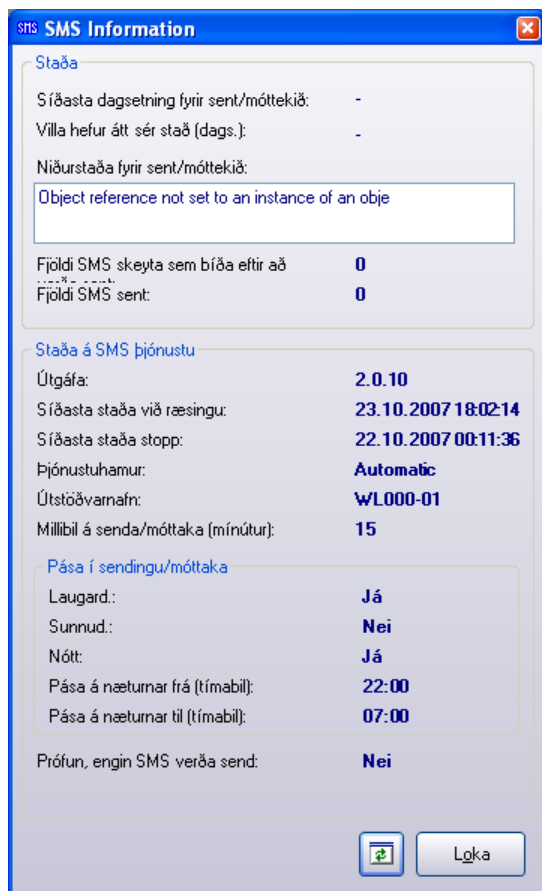 SMS SMS Information
Staða
Síðasta dagsetning fyrir sent/móttekið: -
Villa hefur átt sér stað (dags.): -
Niðurstaða fyrir sent/móttekið:
Object reference not set to an instance of an obje
Fjöldi SMS skeyta sem bíða eftir að 0
Fjöldi SMS sent: 0
Staða á SMS þjónustu
Útgáfa: 2.0.10
Síðasta staða við ræsingu: 23.10.2007 18:02:14
Síðasta staða stopp: 22.10.2007 00:11:36
Þjónustuhamur: Automatic
Útstöðvarnafn: WL000-01
Millibil á senda/móttaka (mínútur): 15
Pása í sendingu/móttaka
Laugard.: Já
Sunnud.: Nei
Nótt: Já
Pása á næturnar frá (tímabil): 22:00
Pása á næturnar til (tímabil): 07:00
Prófun, engin SMS verða send: Nei
Loka